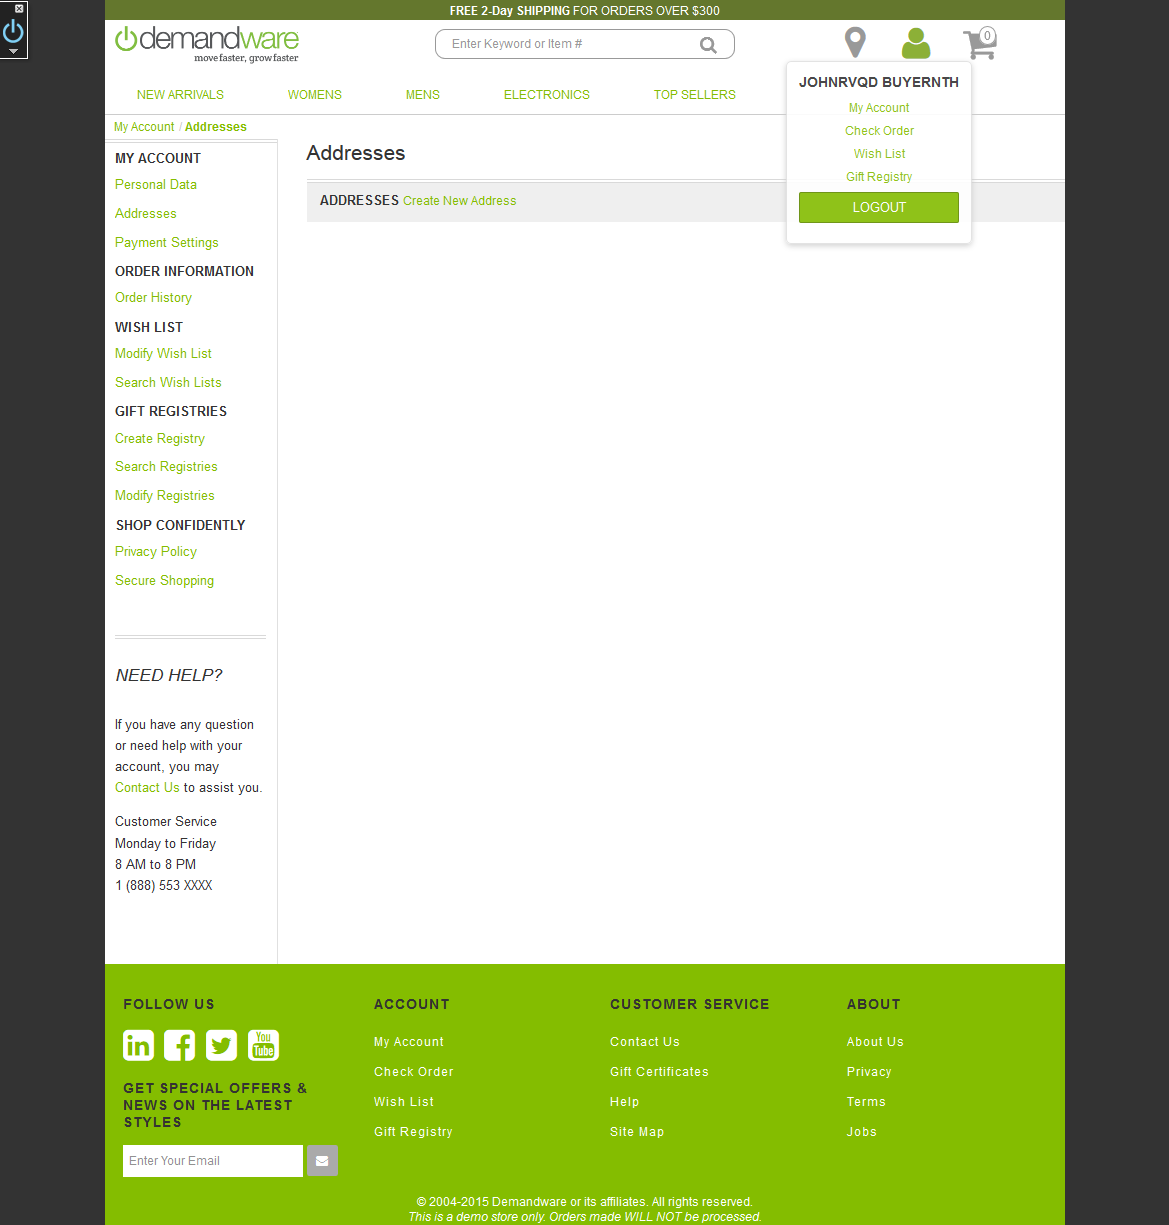 FREE 2-Day SHIPPING FOR ORDERS OVER $300
demandware
move faster, grow faster
Enter Keyword or Item #
0
NEW ARRIVALS
WOMENS
MENS
ELECTRONICS
TOP SELLERS
JOHNRVQD BUYERNTH
My Account
Check Order
Wish List
Gift Registry
LOGOUT
My Account / Addresses
MY ACCOUNT
Personal Data
Addresses
Payment Settings
ORDER INFORMATION
Order History
WISH LIST
Modify Wish List
Search Wish Lists
GIFT REGISTRIES
Create Registry
Search Registries
Modify Registries
SHOP CONFIDENTLY
Privacy Policy
Secure Shopping
NEED HELP?
If you have any question
or need help with your
account, you may
Contact Us to assist you.
Customer Service
Monday to Friday
8 AM to 8 PM
1 (888) 553 XXXX
Addresses
ADDRESSES Create New Address
FOLLOW US
in
f
You
Tube
GET SPECIAL OFFERS &
NEWS ON THE LATEST
STYLES
Enter Your Email
ACCOUNT
My Account
Check Order
Wish List
Gift Registry
CUSTOMER SERVICE
Contact Us
Gift Certificates
Help
Site Map
ABOUT
About Us
Privacy
Terms
Jobs
© 2004-2015 Demandware or its affiliates. All rights reserved.
This is a demo store only. Orders made WILL NOT be processed.